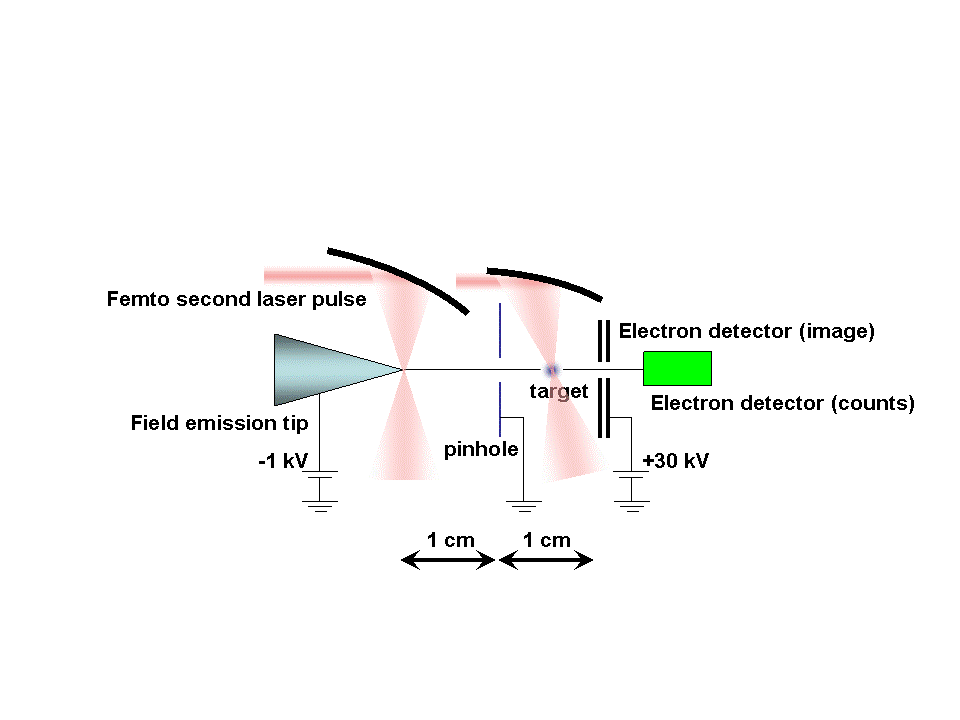 Femto second laser pulse
Electron detector (image)
target
Electron detector (counts)
Field emission tip
pinhole
-1 kV
+30 kV
1 cm
1 cm